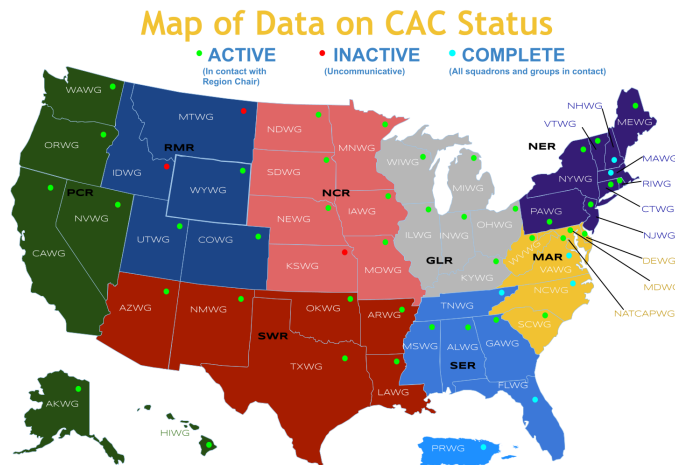 Map of Data on CAC Status
ACTIVE
(In contact with
Region Chair)
INACTIVE
(Uncommunicative)
COMPLETE
(All squadrons and groups in contact)
WAWG
MTWG
NDWG
MNWG
NHWG
MEWG
VTWG
ORWG
RMR
WIWG
NER
MAWG
IDWG
SDWG
MIWG
NYWG
RIWG
PCR
WYWG
NCR
CTWG
NVWG
NEWG
IAWG
PAWG
CAWG
UTWG
COWG
ILWG
INWG
OHWG
NJWG
KSWG
MOWG
GLR
WVWG
MAR
DEWG
KYWG
VAWG
MDWG
AZWG
NMWG
OKWG
ARWG
TNWG
NCWG
NATCAPWG
SWR
SCWG
MSWG
ALWG
GAWG
TXWG
SER
LAWG
FLWG
AKWG
HIWG
PRWG